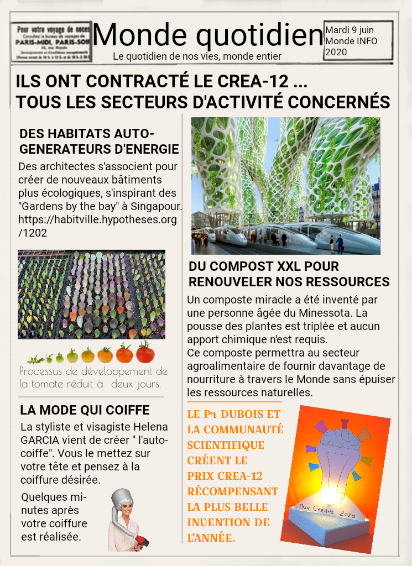 Pour votre voyage de noces
PARIS-MIDI, PARIS-SOIR
Monde quotidien
Le quotidien de nos vies, monde entier
Mardi 9 juin
Monde INFO
2020
ILS ONT CONTRACTÉ LE CREA-12 ...
TOUS LES SECTEURS D'ACTIVITÉ CONCERNÉS
DES HABITATS AUTO-
GENERATEURS D'ENERGIE
Des architectes s'associent pour
créer de nouveaux bâtiments
plus écologiques, s'inspirant des
"Gardens by the bay" à Singapour.
https://habitville.hypotheses.org
/1202
Processus de développement de
la tomate réduit à deux jours.
LA MODE QUI COIFFE
La styliste et visagiste Helena
GARCIA vient de créer " l'auto-
coiffe". Vous le mettez sur
votre tête et pensez à la
coiffure désirée.
Quelques mi-
nutes après
votre coiffure
est réalisée.
DU COMPOST XXL POUR
RENOUVELER NOS RESSOURCES
Un composte miracle a été inventé par
une personne âgée du Minessota. La
pousse des plantes est triplée et aucun
apport chimique n'est requis.
Ce composte permettra au secteur
agroalimentaire de fournir davantage de
nourriture à travers le Monde sans épuiser
les ressources naturelles.
LE Pr DUBOIS ET
LA COMMUNAUTÉ
SCIENTIFIQUE
CRÉENT LE
PRIX CREA-12
RÉCOMPENSANT
LA PLUS BELLE
INVENTION DE
L'ANNÉE.